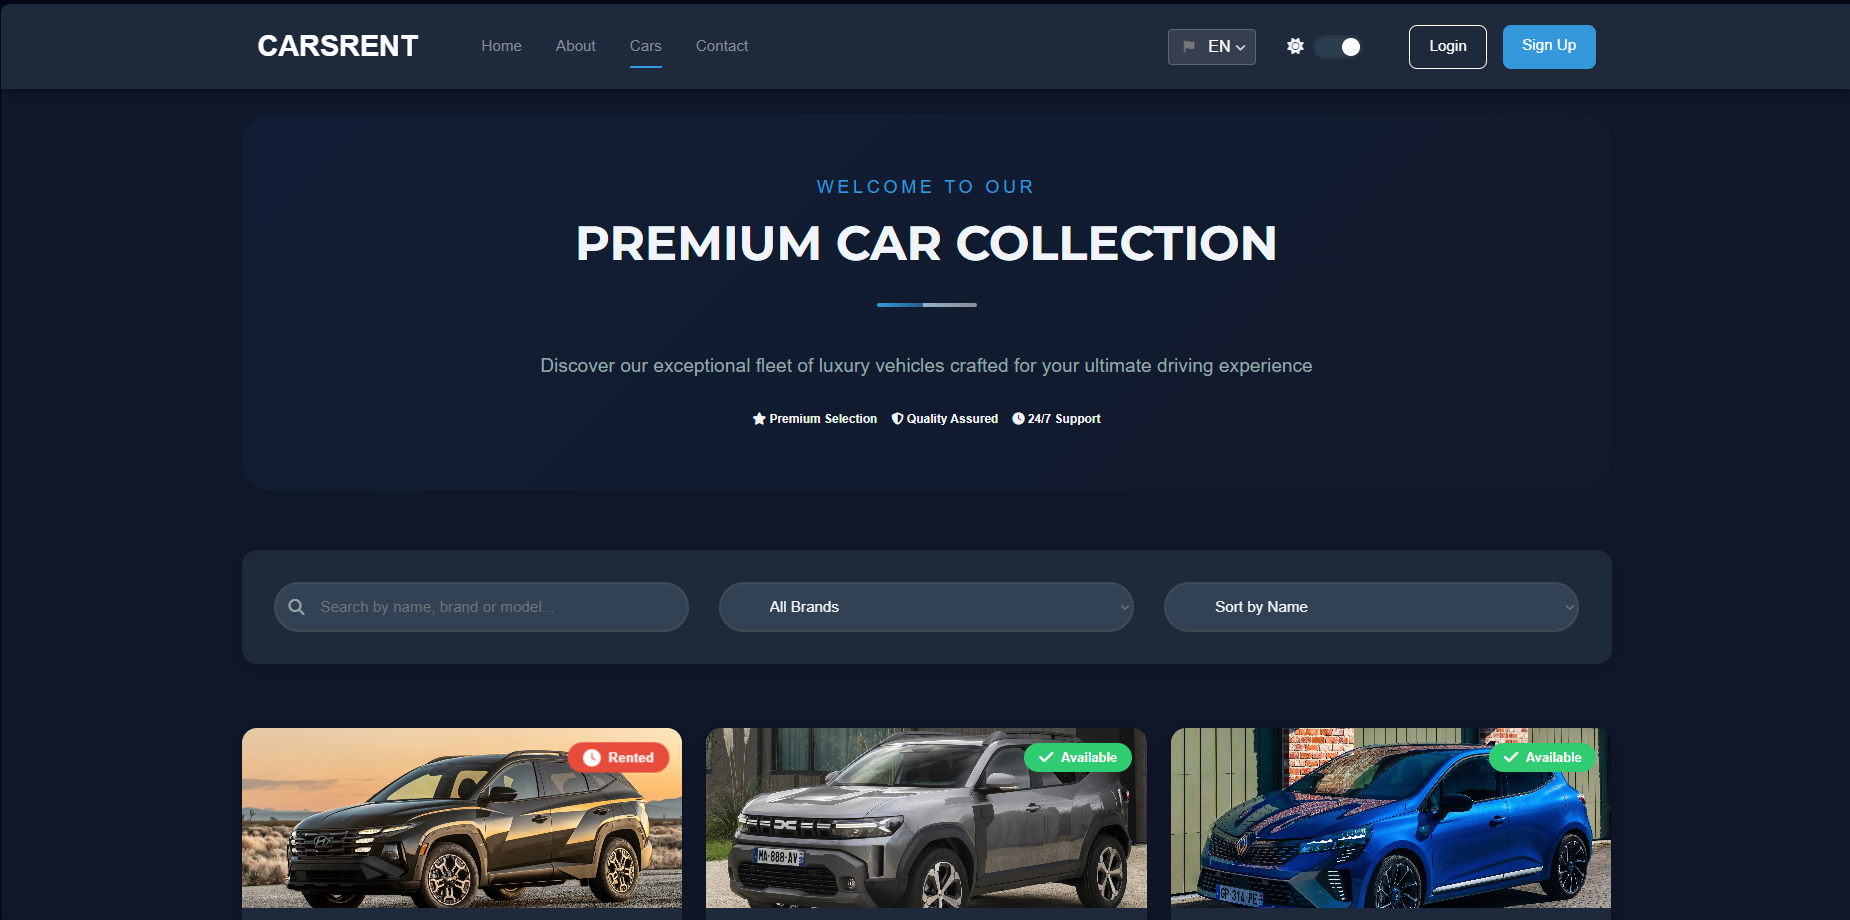 CARSRENT
Home
About
Cars
Contact
EN
Login
Sign Up
WELCOME TO OUR
PREMIUM CAR COLLECTION
Discover our exceptional fleet of luxury vehicles crafted for your ultimate driving experience
Premium Selection
Quality Assured
24/7 Support
Search by name, brand or model...
All Brands
Sort by Name
Rented
Available
Available
MA-888-AV
GP-314-PE